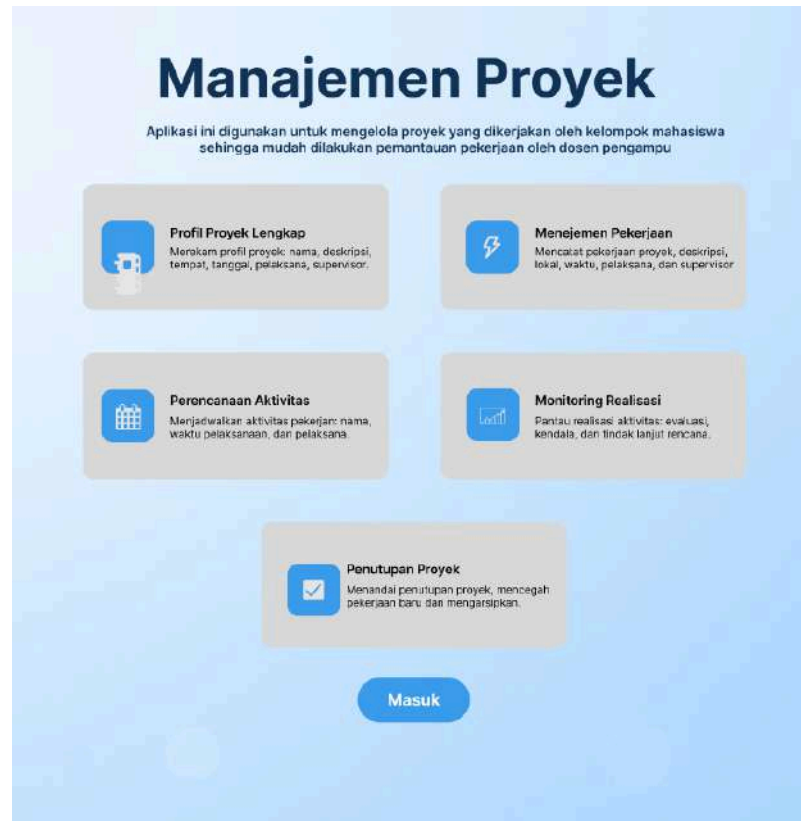 Manajemen Proyek
Aplikasi ini digunakan untuk mengelola proyek yang dikerjakan oleh kelompok mahasiswa
sehingga mudah dilakukan pemantauan pekerjaan oleh dosen pengampu
Profil Proyek Lengkap
Merekam profil proyek: nama, deskripsi,
tempat, tanggal, pelaksana, supervisor.
Menejemen Pekerjaan
Mencatat pekerjaan proyek, deskripsi,
lokal, waktu, pelaksana, dan supervisor
Perencanaan Aktivitas
Menjadwalkan aktivitas pekerjan: nama,
waktu pelaksanaan, dan pelaksana.
Monitoring Realisasi
Pantau realisasi aktivitas: evaluasi,
kendala, dan tindak lanjut rencana.
Penutupan Proyek
Menandai penutupan proyek, mencegah
pekerjaan baru dan mengarsipkan.
Masuk